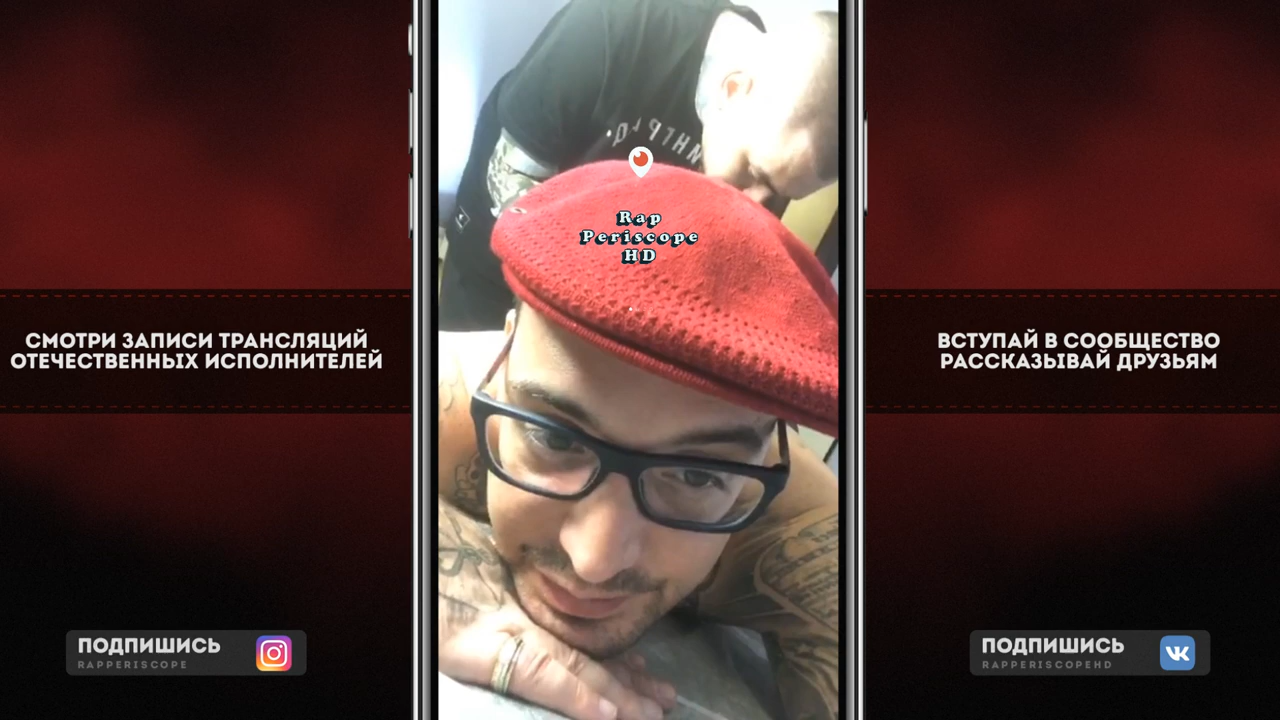 Rap
Periscope
HD
СМОТРИ ЗАПИСИ ТРАНСЛЯЦИЙ
ОТЕЧЕСТВЕННЫХ ИСПОЛНИТЕЛЕЙ
ВСТУПАЙ В СООБЩЕСТВО
РАССКАЗЫВАЙ ДРУЗЬЯМ
ПОДПИШИСЬ
RAPPERISCOPE
ПОДПИШИСЬ
RAPPERISCOPEHD